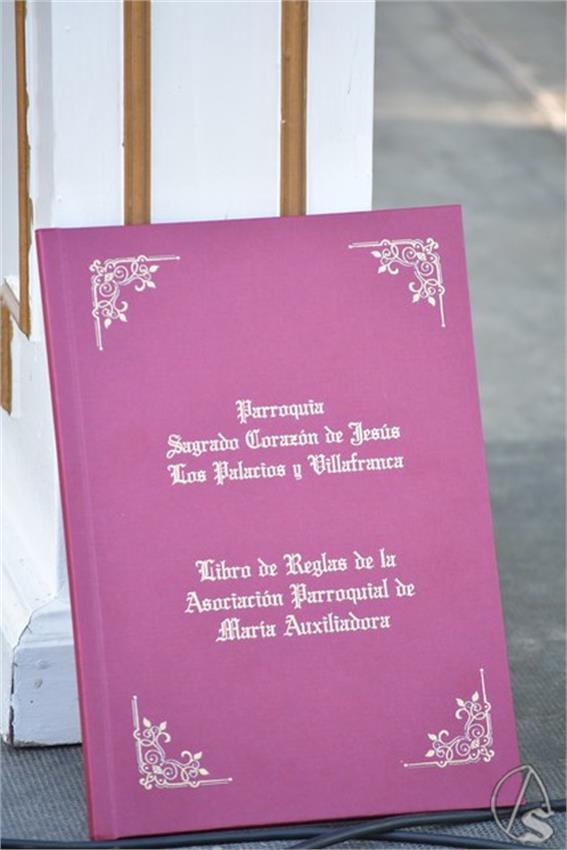 Parroquia
Sagrado Corazón de Jesús
Los Palacios y Villafranca
Libro de Reglas de la
Asociación Parroquial de
María Auxiliadora